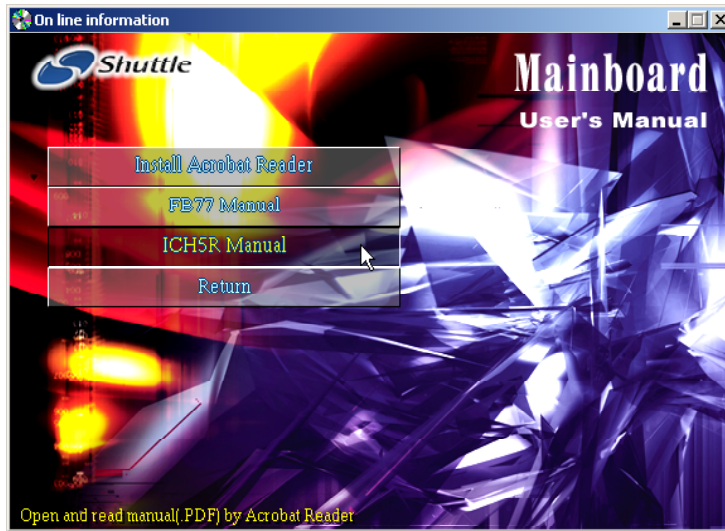 On line information
Shuttle
Mainboard
User's Manual
Install Acrobat Reader
FB77 Manual
ICH5R Manual
Return
Open and read manual(.PDF) by Acrobat Reader